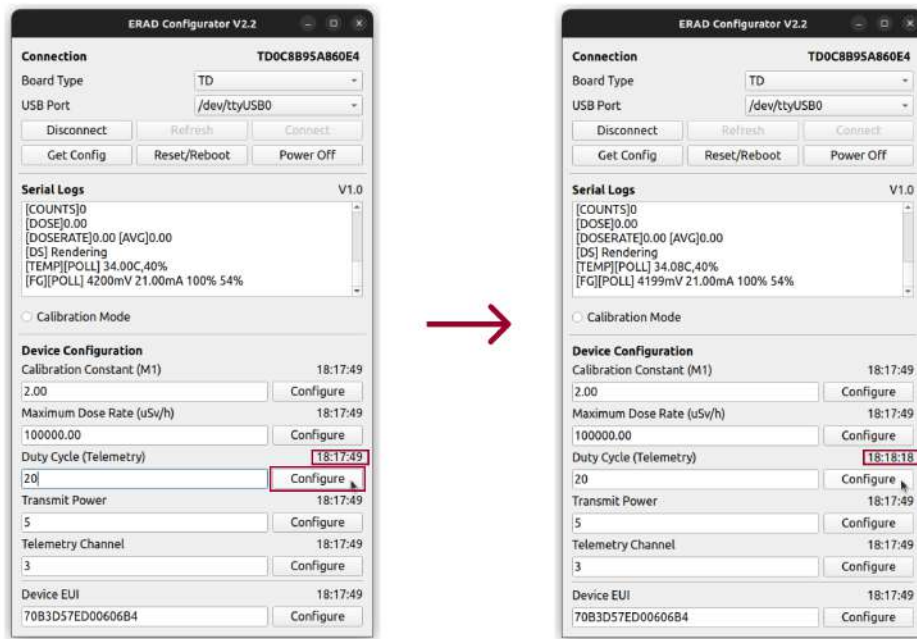 ERAD Configurator V2.2
Connection TD0C8B95A860E4
Board Type TD
USB Port /dev/ttyUSB0
Disconnect Refresh Connect
Get Config Reset/Reboot Power Off
Serial Logs V1.0
[COUNTS]0
[DOSE]0.00
[DOSERATE]0.00 [AVG]0.00
[DS] Rendering
[TEMP][POLL] 34.00C,40%
[FG][POLL] 4200mV 21.00mA 100% 54%
Calibration Mode
Device Configuration
Calibration Constant (M1) 18:17:49
2.00 Configure
Maximum Dose Rate (uSv/h) 18:17:49
100000.00 Configure
Duty Cycle (Telemetry) 18:17:49
20 Configure
Transmit Power 18:17:49
5 Configure
Telemetry Channel 18:17:49
3 Configure
Device EUI 18:17:49
70B3D57ED00606B4 Configure
ERAD Configurator V2.2
Connection TD0C8B95A860E4
Board Type TD
USB Port /dev/ttyUSB0
Disconnect Refresh Connect
Get Config Reset/Reboot Power Off
Serial Logs V1.0
[COUNTS]0
[DOSE]0.00
[DOSERATE]0.00 [AVG]0.00
[DS] Rendering
[TEMP][POLL] 34.08C,40%
[FG][POLL] 4199mV 21.00mA 100% 54%
Calibration Mode
Device Configuration
Calibration Constant (M1) 18:17:49
2.00 Configure
Maximum Dose Rate (uSv/h) 18:17:49
100000.00 Configure
Duty Cycle (Telemetry) 18:18:18
20 Configure
Transmit Power 18:17:49
5 Configure
Telemetry Channel 18:17:49
3 Configure
Device EUI 18:17:49
70B3D57ED00606B4 Configure